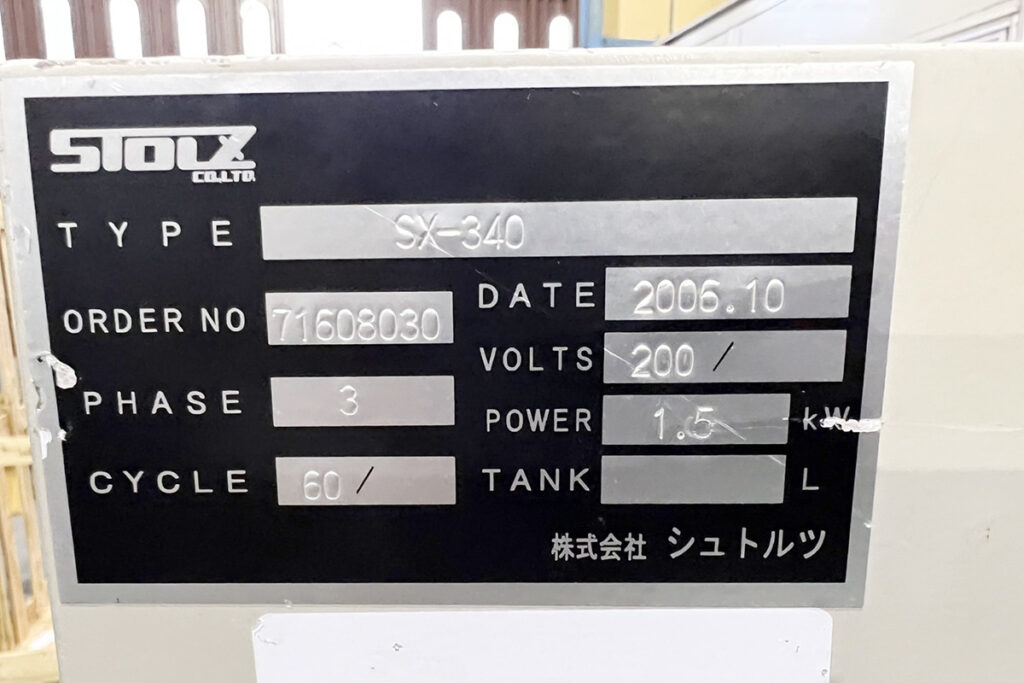 STOLZ
CO.,LTD.
TYPE SX-340
ORDER NO 71608030
DATE 2006.10
PHASE 3
VOLTS 200 /
CYCLE 60 /
POWER 1.5 kW
TANK L
株式会社 シュトルツ